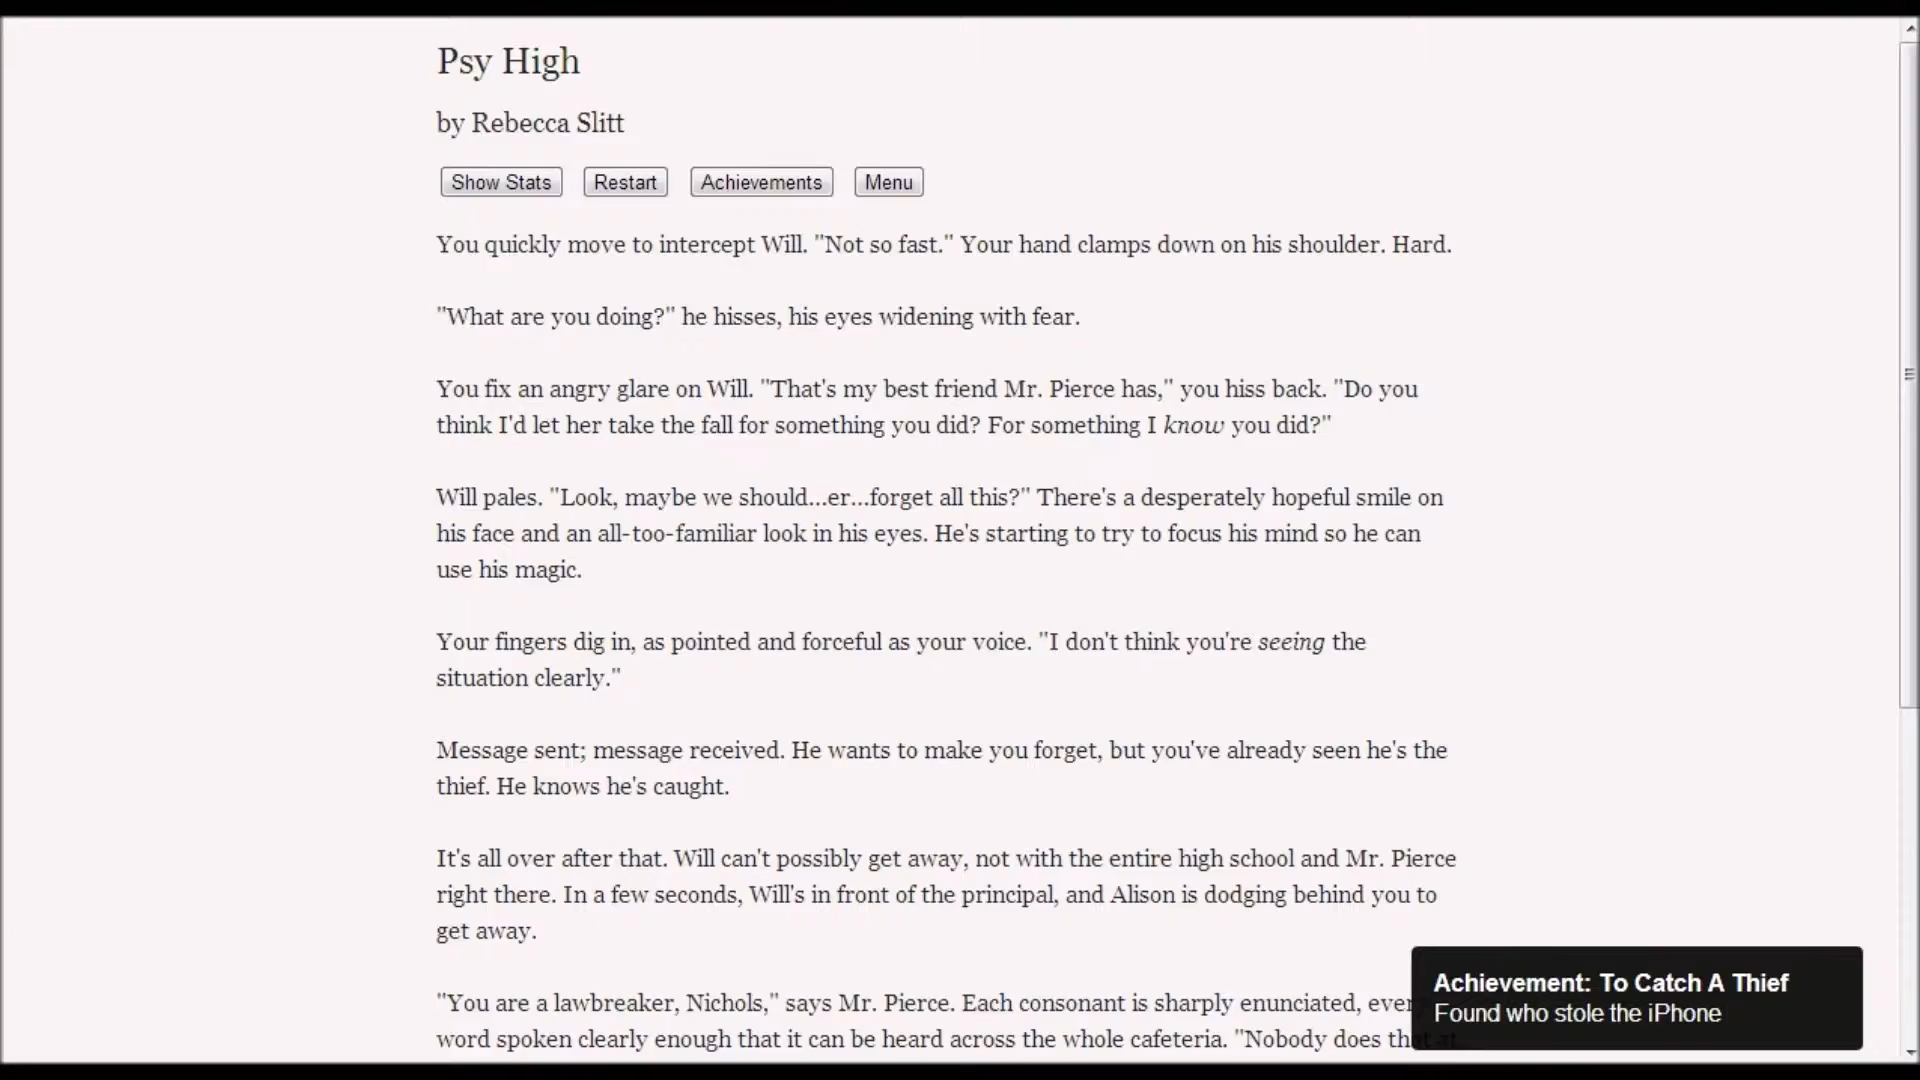 Psy High
by Rebecca Slitt
Show Stats Restart Achievements Menu
You quickly move to intercept Will. "Not so fast." Your hand clamps down on his shoulder. Hard.
"What are you doing?" he hisses, his eyes widening with fear.
You fix an angry glare on Will. "That's my best friend Mr. Pierce has," you hiss back. "Do you
think I'd let her take the fall for something you did? For something I know you did?"
Will pales. "Look, maybe we should...er...forget all this?" There's a desperately hopeful smile on
his face and an all-too-familiar look in his eyes. He's starting to try to focus his mind so he can
use his magic.
Your fingers dig in, as pointed and forceful as your voice. "I don't think you're seeing the
situation clearly."
Message sent; message received. He wants to make you forget, but you've already seen he's the
thief. He knows he's caught.
It's all over after that. Will can't possibly get away, not with the entire high school and Mr. Pierce
right there. In a few seconds, Will's in front of the principal, and Alison is dodging behind you to
get away.
"You are a lawbreaker, Nichols," says Mr. Pierce. Each consonant is sharply enunciated, every
word spoken clearly enough that it can be heard across the whole cafeteria. "Nobody does that at
Achievement: To Catch A Thief
Found who stole the iPhone